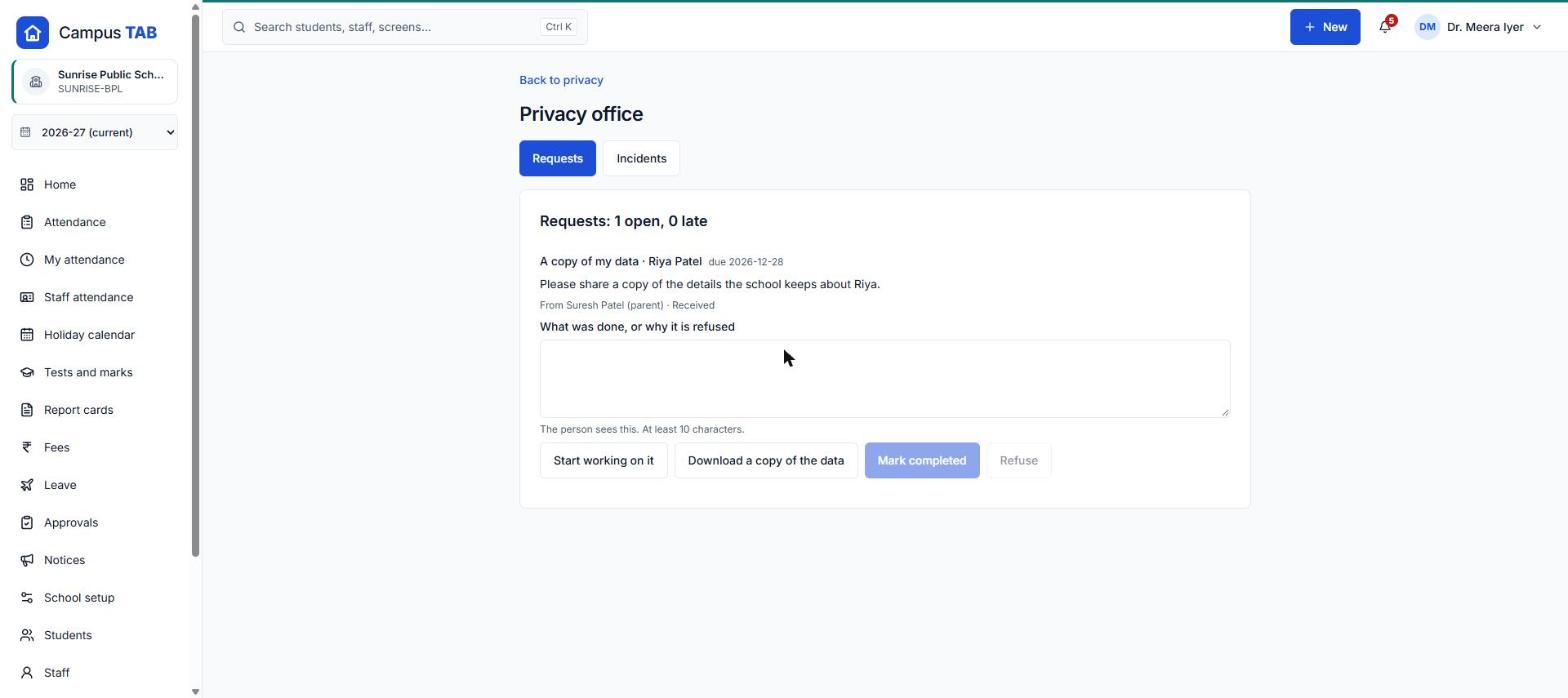 Campus TAB
Sunrise Public Sch...
SUNRISE-BPL
2026-27 (current)
Home
Attendance
My attendance
Staff attendance
Holiday calendar
Tests and marks
Report cards
Fees
Leave
Approvals
Notices
School setup
Students
Staff
Search students, staff, screens...
Ctrl K
+ New
5
DM
Dr. Meera Iyer
Back to privacy
Privacy office
Requests
Incidents
Requests: 1 open, 0 late
A copy of my data · Riya Patel due 2026-12-28
Please share a copy of the details the school keeps about Riya.
From Suresh Patel (parent) · Received
What was done, or why it is refused
The person sees this. At least 10 characters.
Start working on it
Download a copy of the data
Mark completed
Refuse